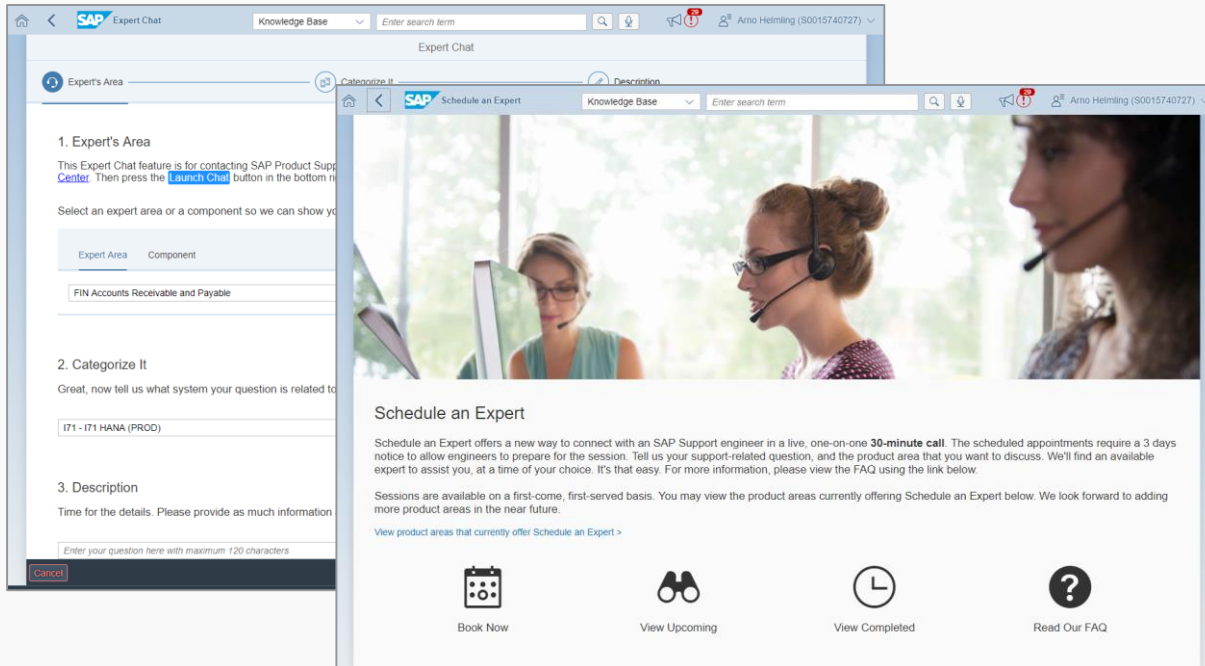 SAP Expert Chat
Knowledge Base
Enter search term
29
Arno Helmling (S0015740727)
Expert Chat
Expert's Area
Categorize It
Description
1. Expert's Area
This Expert Chat feature is for contacting SAP Product Supp
Center. Then press the Launch Chat button in the bottom
Select an expert area or a component so we can show
Expert Area Component
FIN Accounts Receivable and Payable
2. Categorize It
Great, now tell us what system your question is related to
I71 - I71 HANA (PROD)
3. Description
Time for the details. Please provide as much information
Enter your question here with maximum 120 characters
Cancel
SAP Schedule an Expert
Knowledge Base
Enter search term
29
Arno Helmling (S0015740727)
Schedule an Expert
Schedule an Expert offers a new way to connect with an SAP Support engineer in a live, one-on-one 30-minute call. The scheduled appointments require a 3 days
notice to allow engineers to prepare for the session. Tell us your support-related question, and the product area that you want to discuss. We'll find an available
expert to assist you, at a time of your choice. It's that easy. For more information, please view the FAQ using the link below.
Sessions are available on a first-come, first-served basis. You may view the product areas currently offering Schedule an Expert below. We look forward to adding
more product areas in the near future.
View product areas that currently offer Schedule an Expert >
Book Now
View Upcoming
View Completed
Read Our FAQ